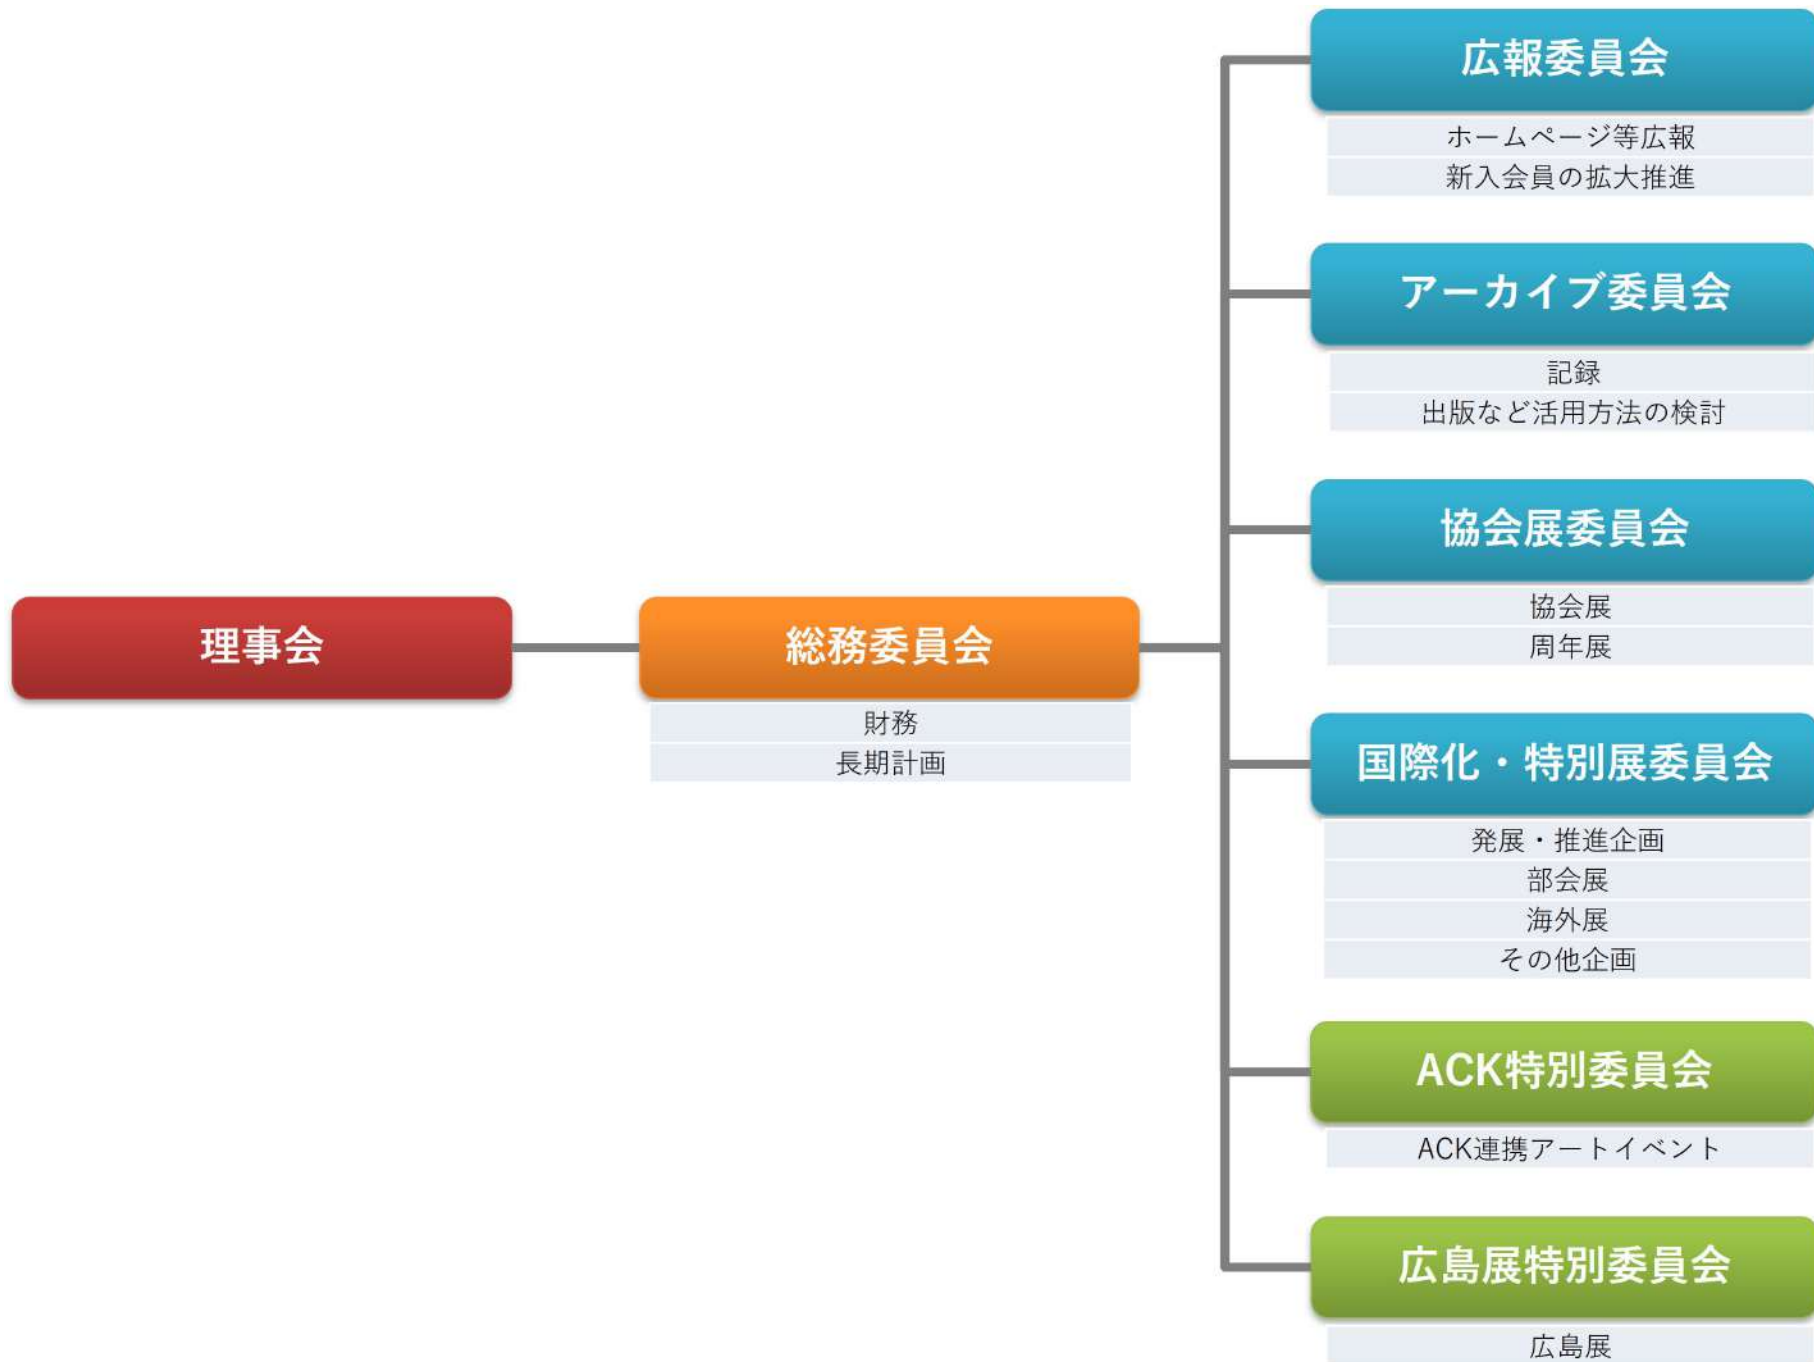 理事会
総務委員会
財務
長期計画
広報委員会
ホームページ等広報
新入会員の拡大推進
アーカイブ委員会
記録
出版など活用方法の検討
協会展委員会
協会展
周年展
国際化・特別展委員会
発展・推進企画
部会展
海外展
その他企画
ACK特別委員会
ACK連携アートイベント
広島展特別委員会
広島展